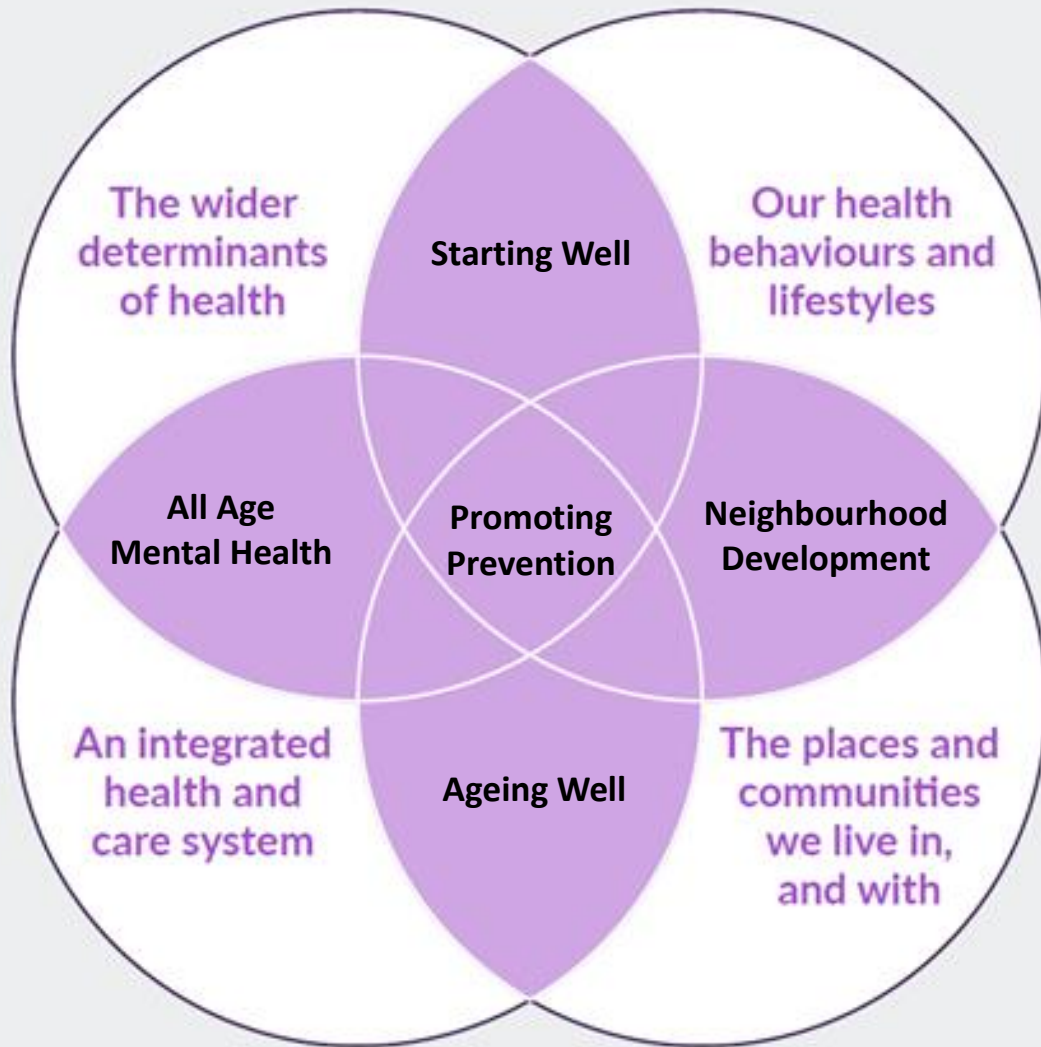 The wider
determinants
of health
Starting Well
Our health
behaviours and
lifestyles
All Age
Mental Health
Promoting
Prevention
Neighbourhood
Development
An integrated
health and
care system
Ageing Well
The places and
communities
we live in,
and with